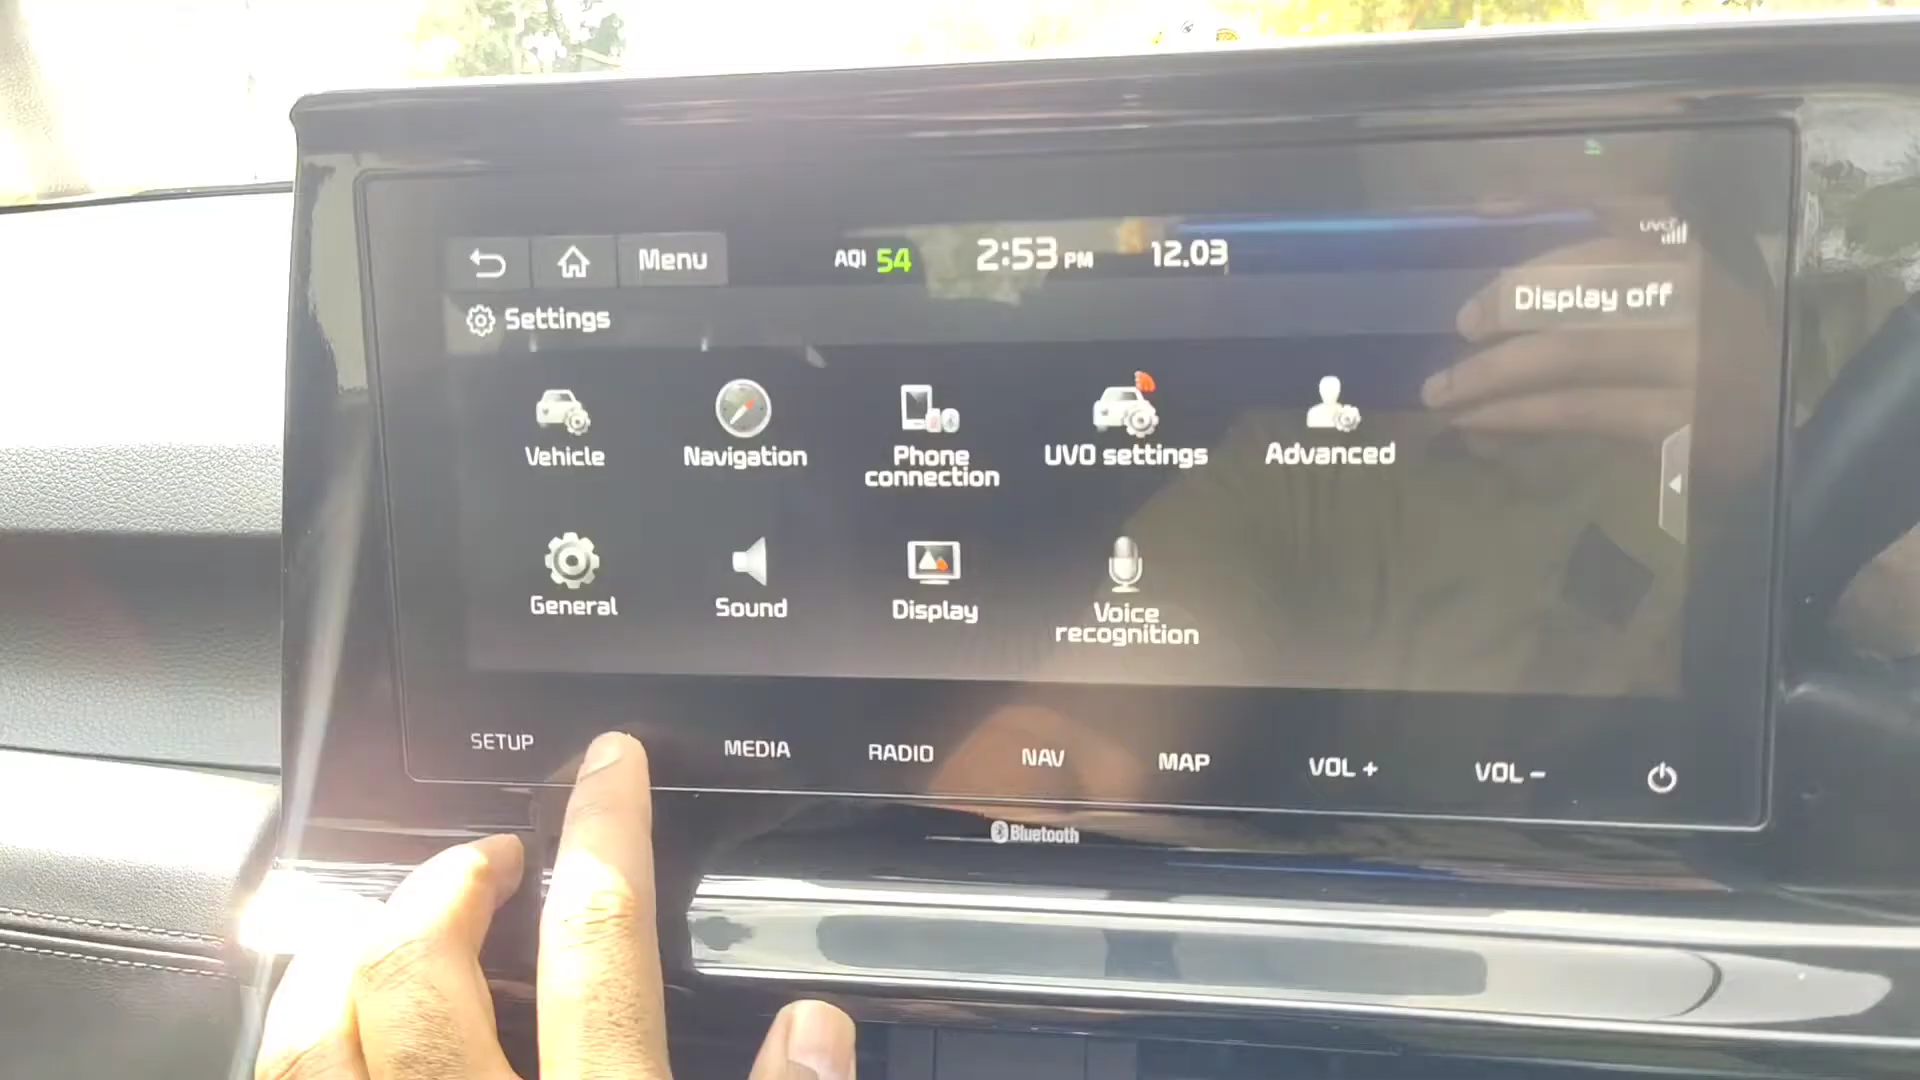 Menu
AQI 54
2:53 PM
12.03
UVO
Settings
Display off
Vehicle
Navigation
Phone
connection
UVO settings
Advanced
General
Sound
Display
Voice
recognition
SETUP
MEDIA
RADIO
NAV
MAP
VOL +
VOL -
Bluetooth